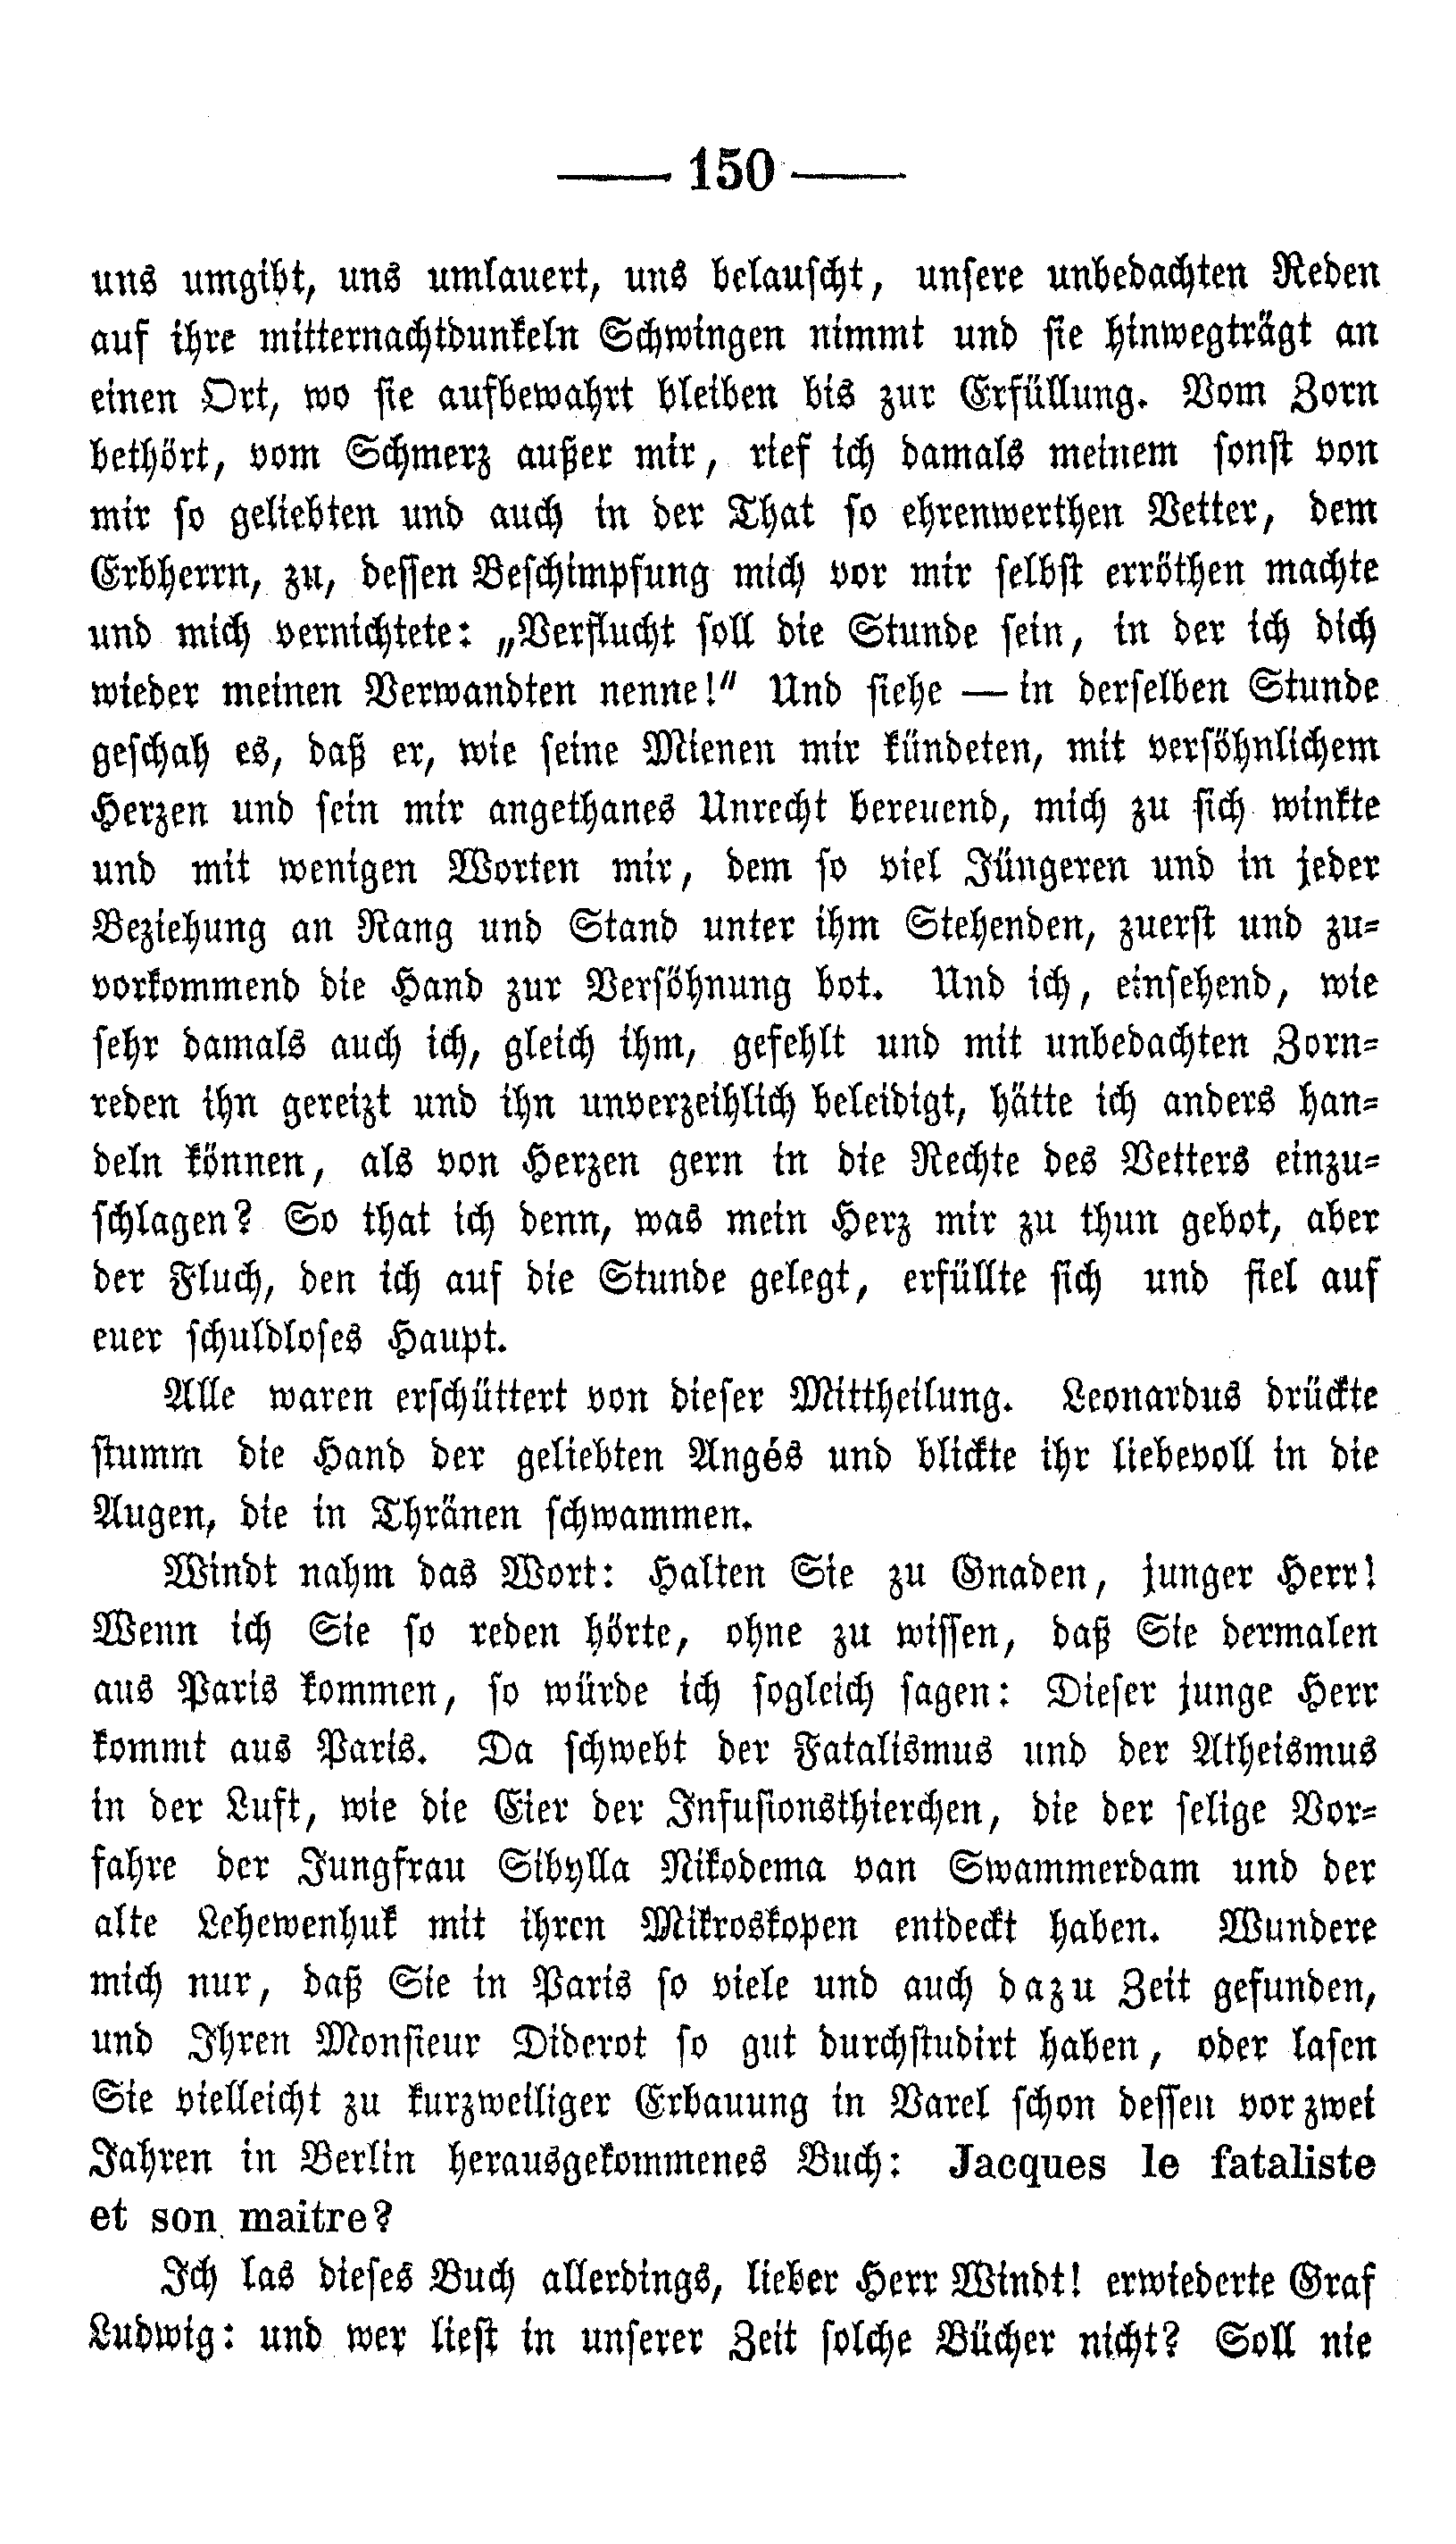 — 150 —
uns umgibt, uns umlauert, uns belauscht, unsere unbedachten Reden
auf ihre mitternachtdunkeln Schwingen nimmt und sie hinwegträgt an
einen Ort, wo sie aufbewahrt bleiben bis zur Erfüllung. Vom Zorn
bethört, vom Schmerz außer mir, rief ich damals meinem sonst von
mir so geliebten und auch in der That so ehrenwerthen Vetter, dem
Erbherrn, zu, dessen Beschimpfung mich vor mir selbst erröthen machte
und mich vernichtete: „Verflucht soll die Stunde sein, in der ich dich
wieder meinen Verwandten nenne!“ Und siehe — in derselben Stunde
geschah es, daß er, wie seine Mienen mir kündeten, mit versöhnlichem
Herzen und sein mir angethanes Unrecht bereuend, mich zu sich winkte
und mit wenigen Worten mir, dem so viel Jüngeren und in jeder
Beziehung an Rang und Stand unter ihm Stehenden, zuerst und zu-
vorkommend die Hand zur Versöhnung bot. Und ich, einsehend, wie
sehr damals auch ich, gleich ihm, gefehlt und mit unbedachten Zorn-
reden ihn gereizt und ihn unverzeihlich beleidigt, hätte ich anders han-
deln können, als von Herzen gern in die Rechte des Vetters einzu-
schlagen? So that ich denn, was mein Herz mir zu thun gebot, aber
der Fluch, den ich auf die Stunde gelegt, erfüllte sich und fiel auf
euer schuldloses Haupt.
Alle waren erschüttert von dieser Mittheilung. Leonardus drückte
stumm die Hand der geliebten Angés und blickte ihr liebevoll in die
Augen, die in Thränen schwammen.
Windt nahm das Wort: Halten Sie zu Gnaden, junger Herr!
Wenn ich Sie so reden hörte, ohne zu wissen, daß Sie dermalen
aus Paris kommen, so würde ich sogleich sagen: Dieser junge Herr
kommt aus Paris. Da schwebt der Fatalismus und der Atheismus
in der Luft, wie die Eier der Infusionsthierchen, die der selige Vor-
fahre der Jungfrau Sibylla Nikodema van Swammerdam und der
alte Lehewenhuk mit ihren Mikroskopen entdeckt haben. Wundere
mich nur, daß Sie in Paris so viele und auch dazu Zeit gefunden,
und Ihren Monsieur Diderot so gut durchstudirt haben, oder lasen
Sie vielleicht zu kurzweiliger Erbauung in Varel schon dessen vor zwei
Jahren in Berlin herausgekommenes Buch: Jacques le fataliste
et son maitre?
Ich las dieses Buch allerdings, lieber Herr Windt! erwiederte Graf
Ludwig: und wer liest in unserer Zeit solche Bücher nicht? Soll nie